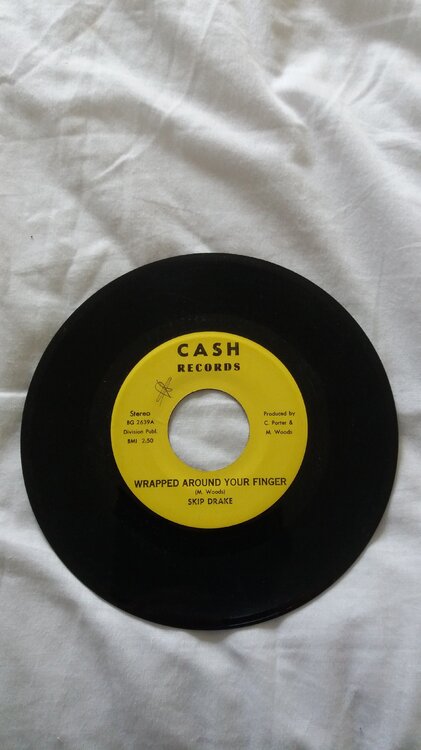 CASH
RECORDS
Stereo
BG 2639A
Division Publ.
BMI 2.50
Produced by
C. Porter &
M. Woods
WRAPPED AROUND YOUR FINGER
(M. Woods)
SKIP DRAKE